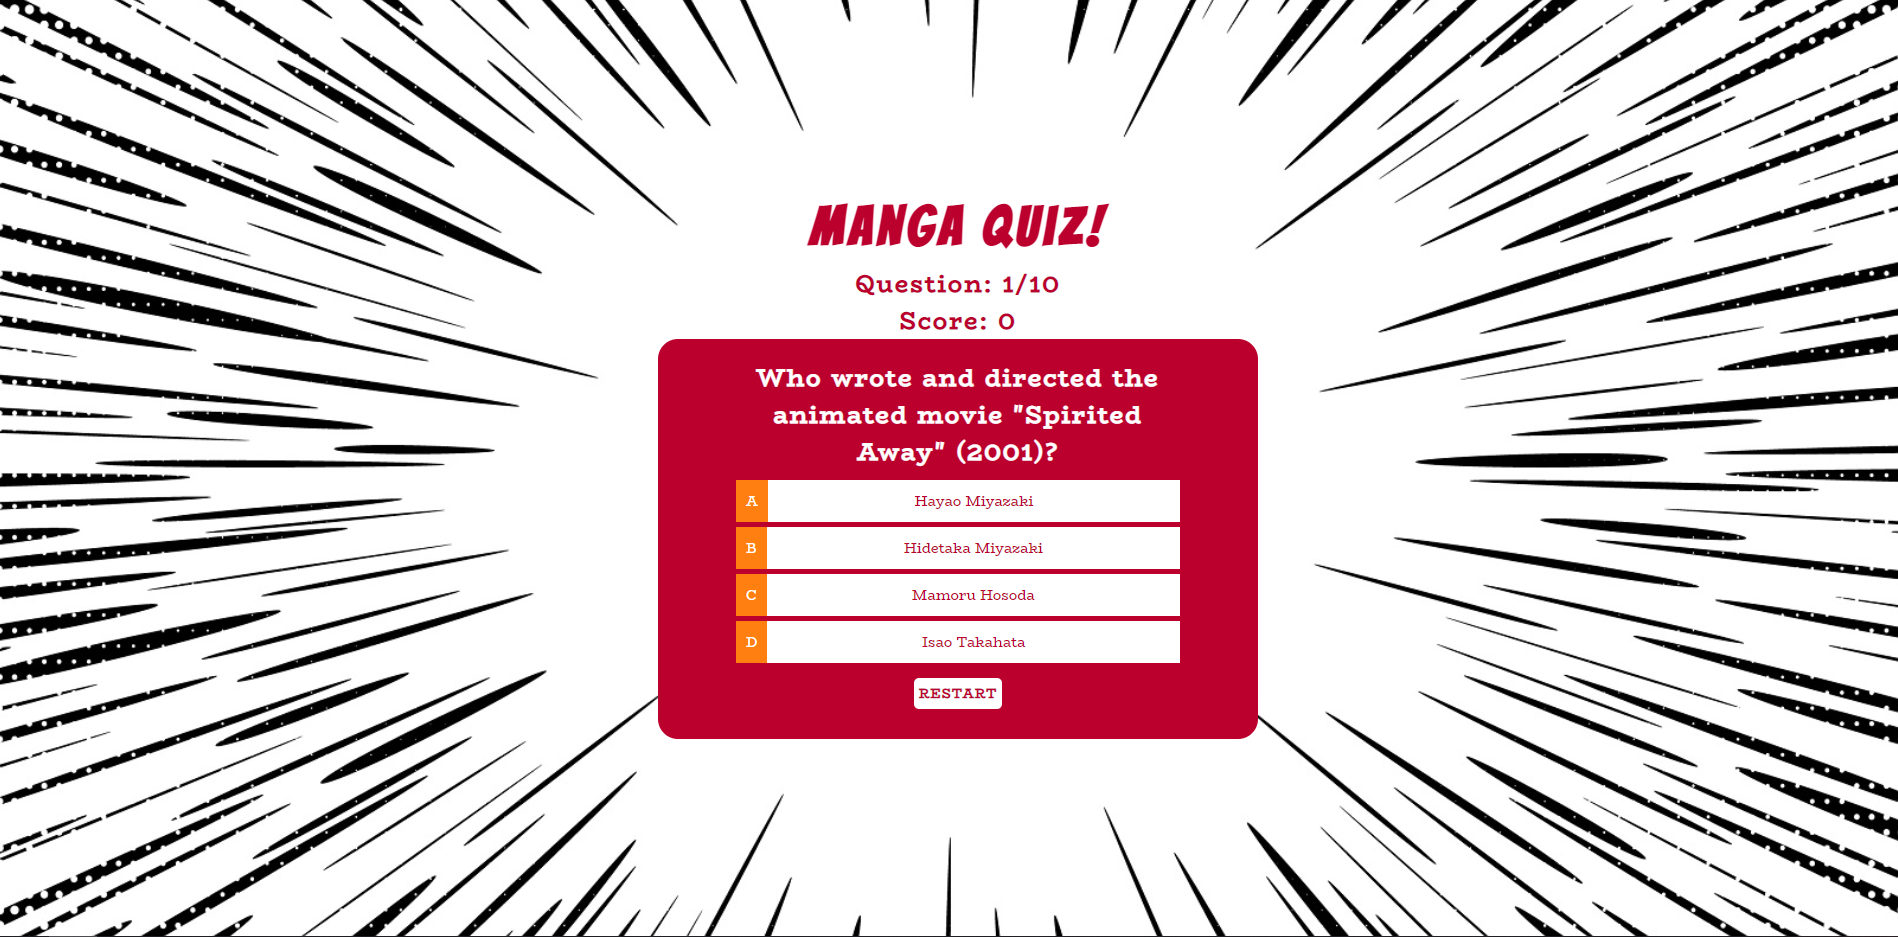 MANGA QUIZ!
Question: 1/10
Score: 0
Who wrote and directed the
animated movie "Spirited
Away" (2001)?
A Hayao Miyazaki
B Hidetaka Miyazaki
C Mamoru Hosoda
D Isao Takahata
RESTART